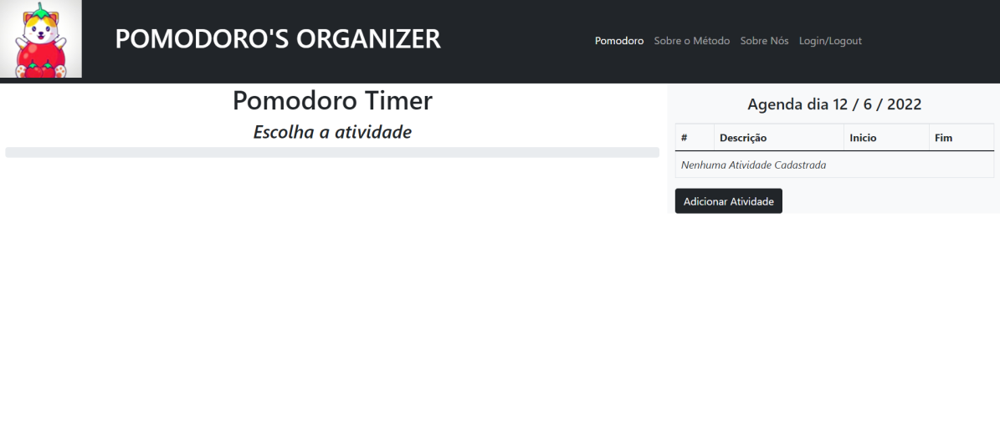 POMODORO'S ORGANIZER
Pomodoro Sobre o Método Sobre Nós Login/Logout
Pomodoro Timer
Escolha a atividade
Agenda dia 12 / 6 / 2022
# Descrição Inicio Fim
Nenhuma Atividade Cadastrada
Adicionar Atividade